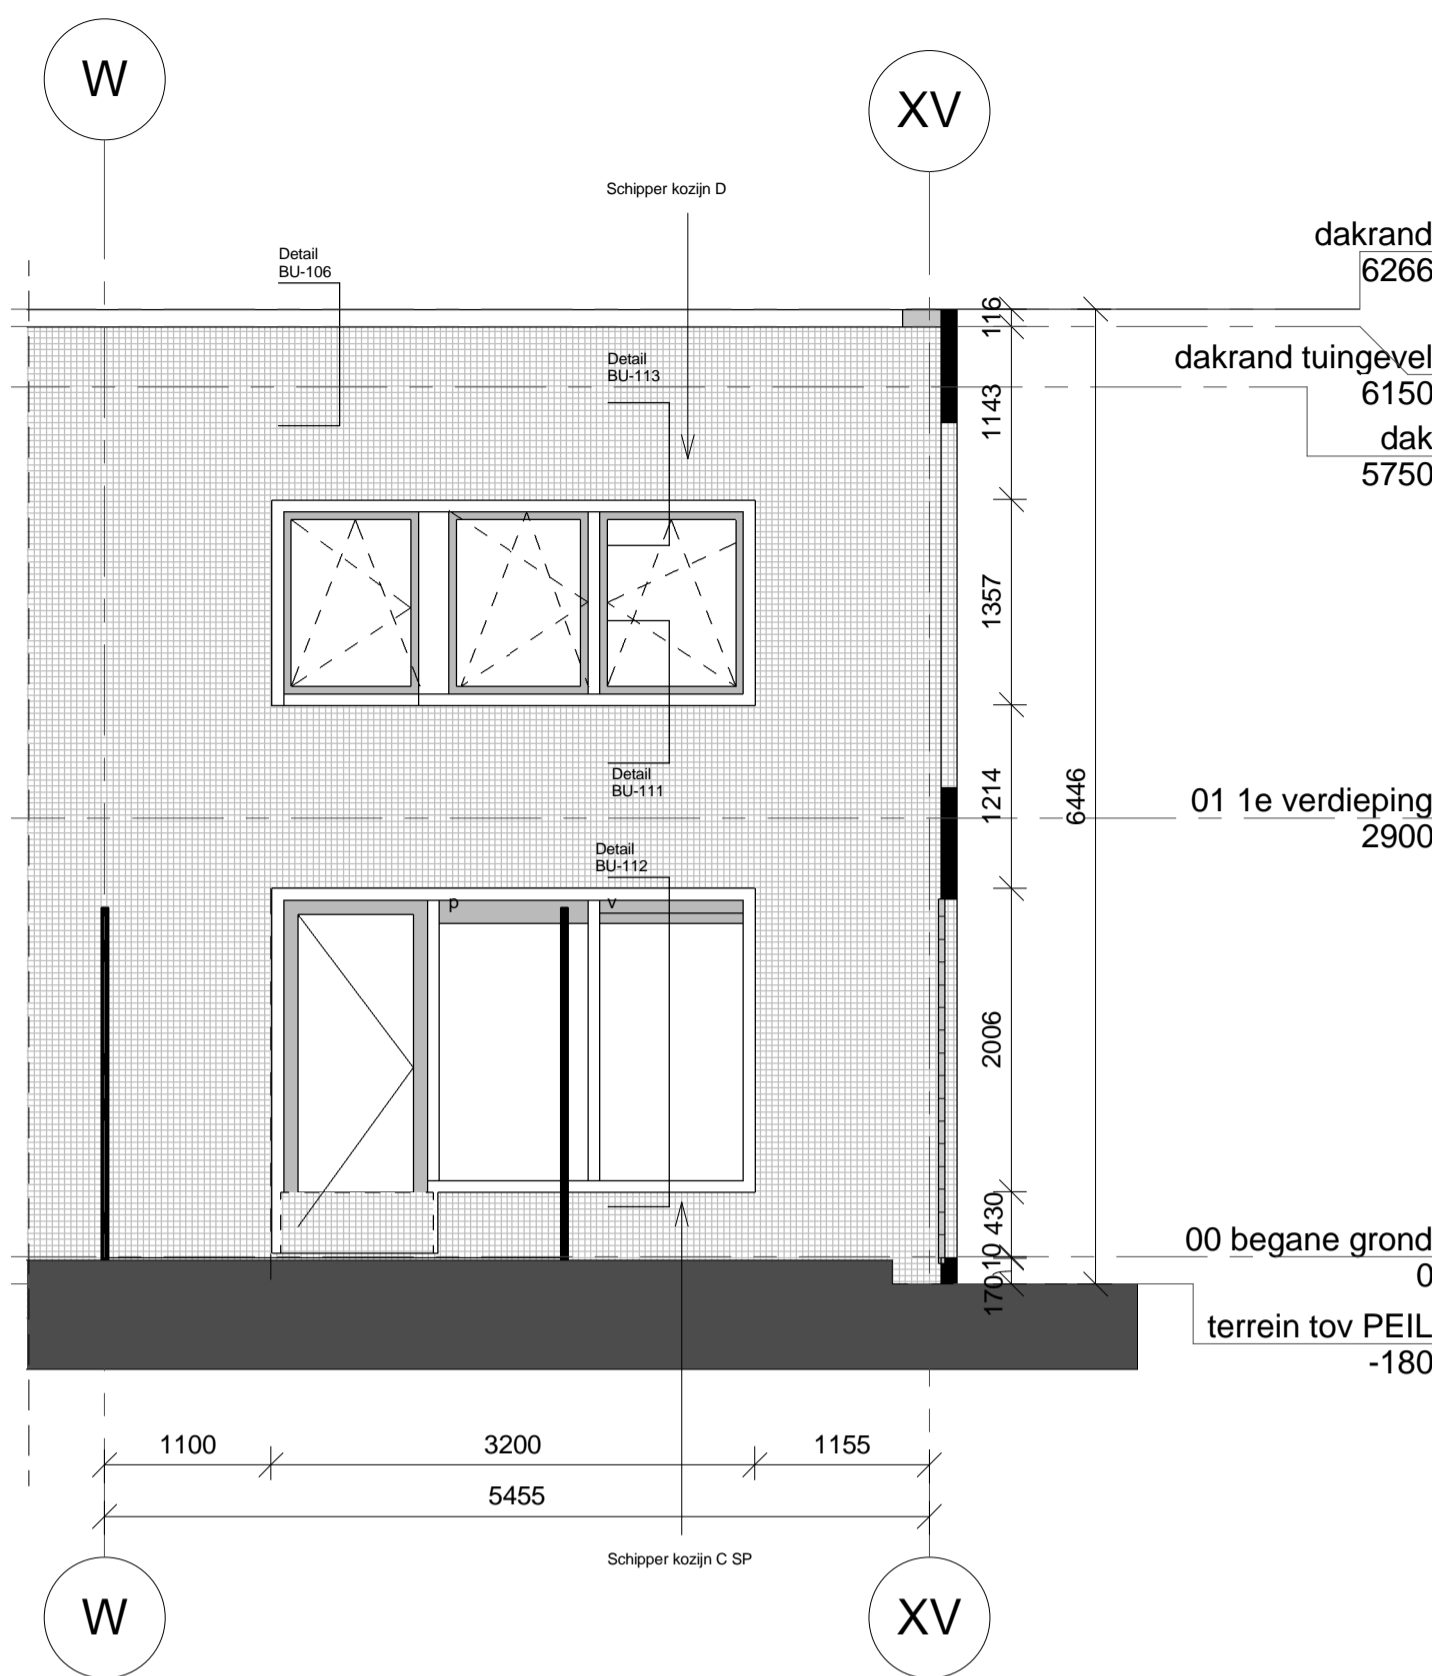 W
XV
Schipper kozijn D
dakrand
6266
Detail
BU-106
116
dakrand tuingevel
6150
Detail
BU-113
1143
dak
5750
1357
Detail
BU-111
1214
6446
01 1e verdieping
2900
Detail
BU-112
p
v
2006
430
10
170
00 begane grond
0
terrein tov PEIL
-180
1100
3200
1155
5455
Schipper kozijn C SP
W
XV